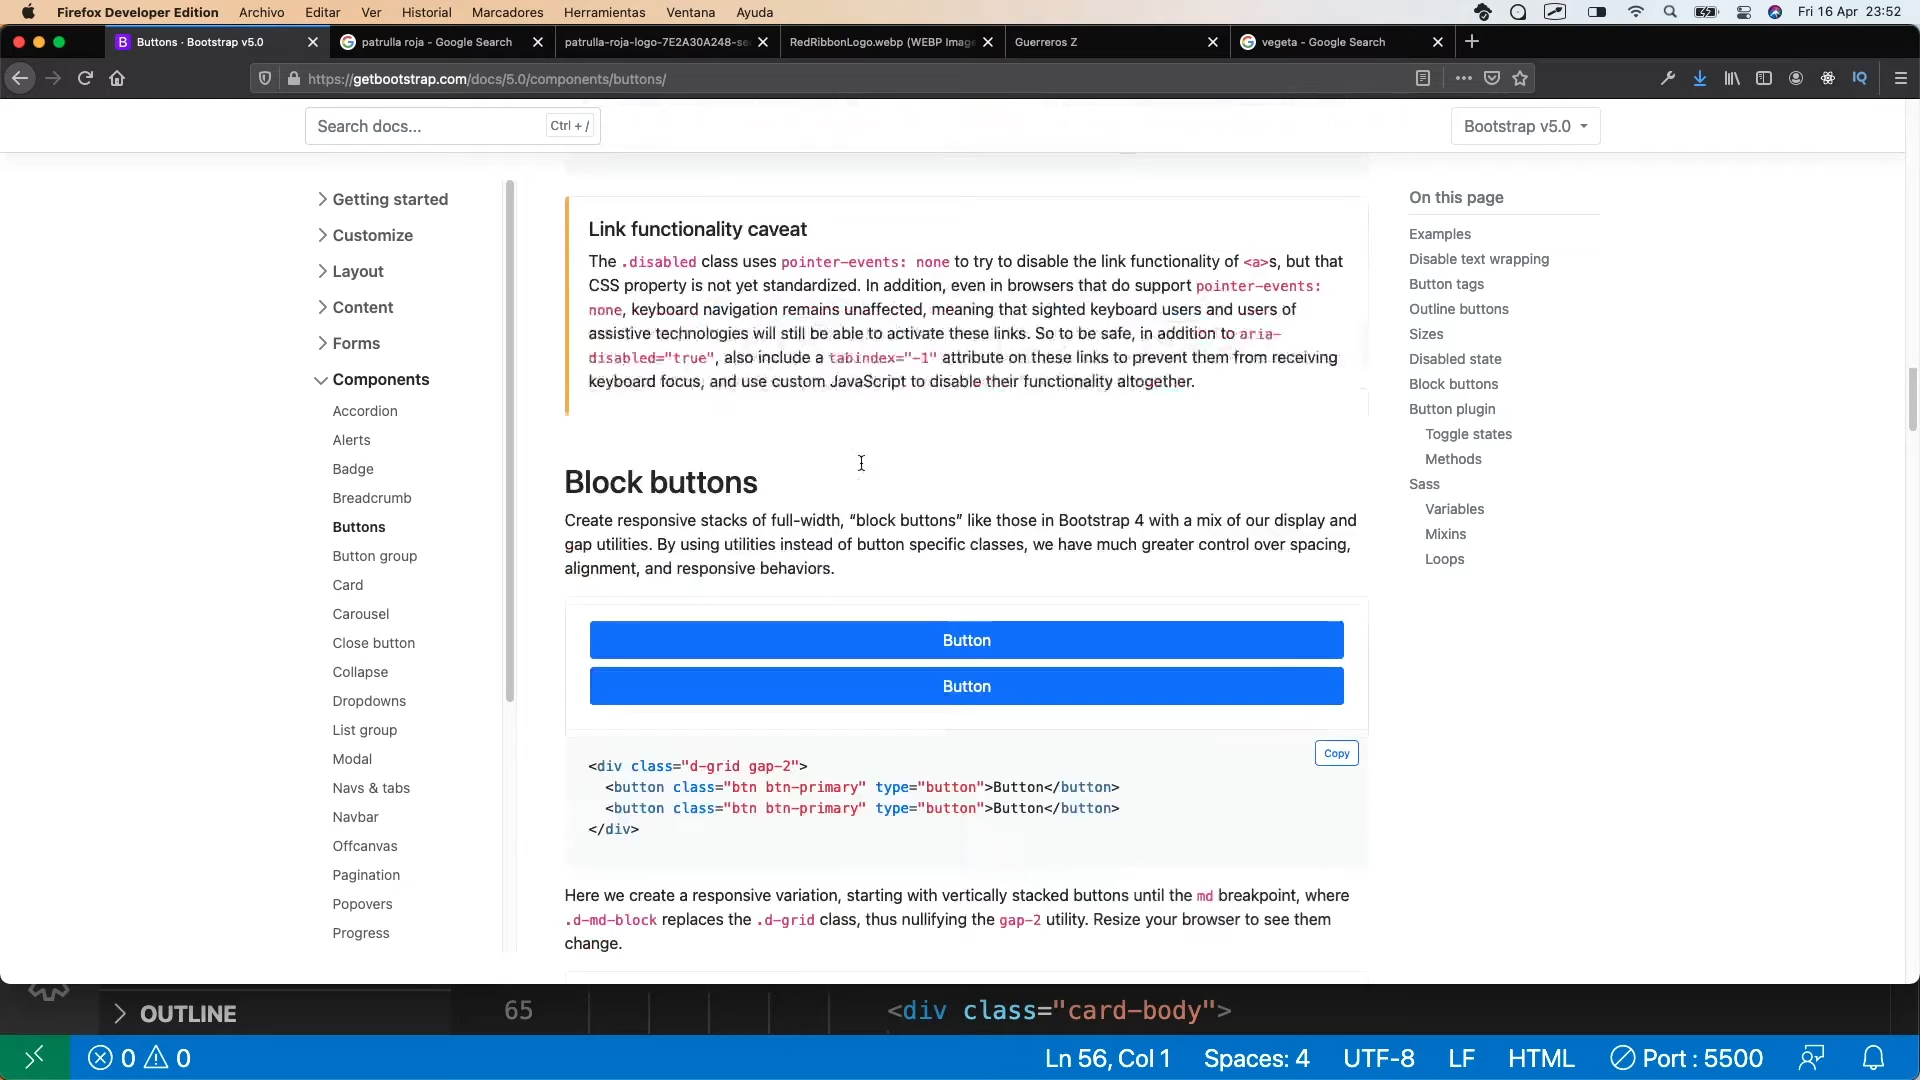 Firefox Developer Edition Archivo Editar Ver Historial Marcadores Herramientas Ventana Ayuda Fri 16 Apr 23:52
Buttons · Bootstrap v5.0 patrulla roja - Google Search patrulla-roja-logo-7E2A30A248-se RedRibbonLogo.webp (WEBP Image Guerreros Z vegeta - Google Search
https://getbootstrap.com/docs/5.0/components/buttons/ IQ
Search docs... Ctrl + / Bootstrap v5.0
Getting started
Customize
Layout
Content
Forms
Components
Accordion
Alerts
Badge
Breadcrumb
Buttons
Button group
Card
Carousel
Close button
Collapse
Dropdowns
List group
Modal
Navs & tabs
Navbar
Offcanvas
Pagination
Popovers
Progress
Link functionality caveat
The .disabled class uses pointer-events: none to try to disable the link functionality of <a>s, but that
CSS property is not yet standardized. In addition, even in browsers that do support pointer-events:
none, keyboard navigation remains unaffected, meaning that sighted keyboard users and users of
assistive technologies will still be able to activate these links. So to be safe, in addition to aria-
disabled="true", also include a tabindex="-1" attribute on these links to prevent them from receiving
keyboard focus, and use custom JavaScript to disable their functionality altogether.
Block buttons
Create responsive stacks of full-width, “block buttons” like those in Bootstrap 4 with a mix of our display and
gap utilities. By using utilities instead of button specific classes, we have much greater control over spacing,
alignment, and responsive behaviors.
Button
Button
Copy
<div class="d-grid gap-2">
<button class="btn btn-primary" type="button">Button</button>
<button class="btn btn-primary" type="button">Button</button>
</div>
Here we create a responsive variation, starting with vertically stacked buttons until the md breakpoint, where
.d-md-block replaces the .d-grid class, thus nullifying the gap-2 utility. Resize your browser to see them
change.
On this page
Examples
Disable text wrapping
Button tags
Outline buttons
Sizes
Disabled state
Block buttons
Button plugin
Toggle states
Methods
Sass
Variables
Mixins
Loops
OUTLINE 65 <div class="card-body">
0 0 Ln 56, Col 1 Spaces: 4 UTF-8 LF HTML Port : 5500